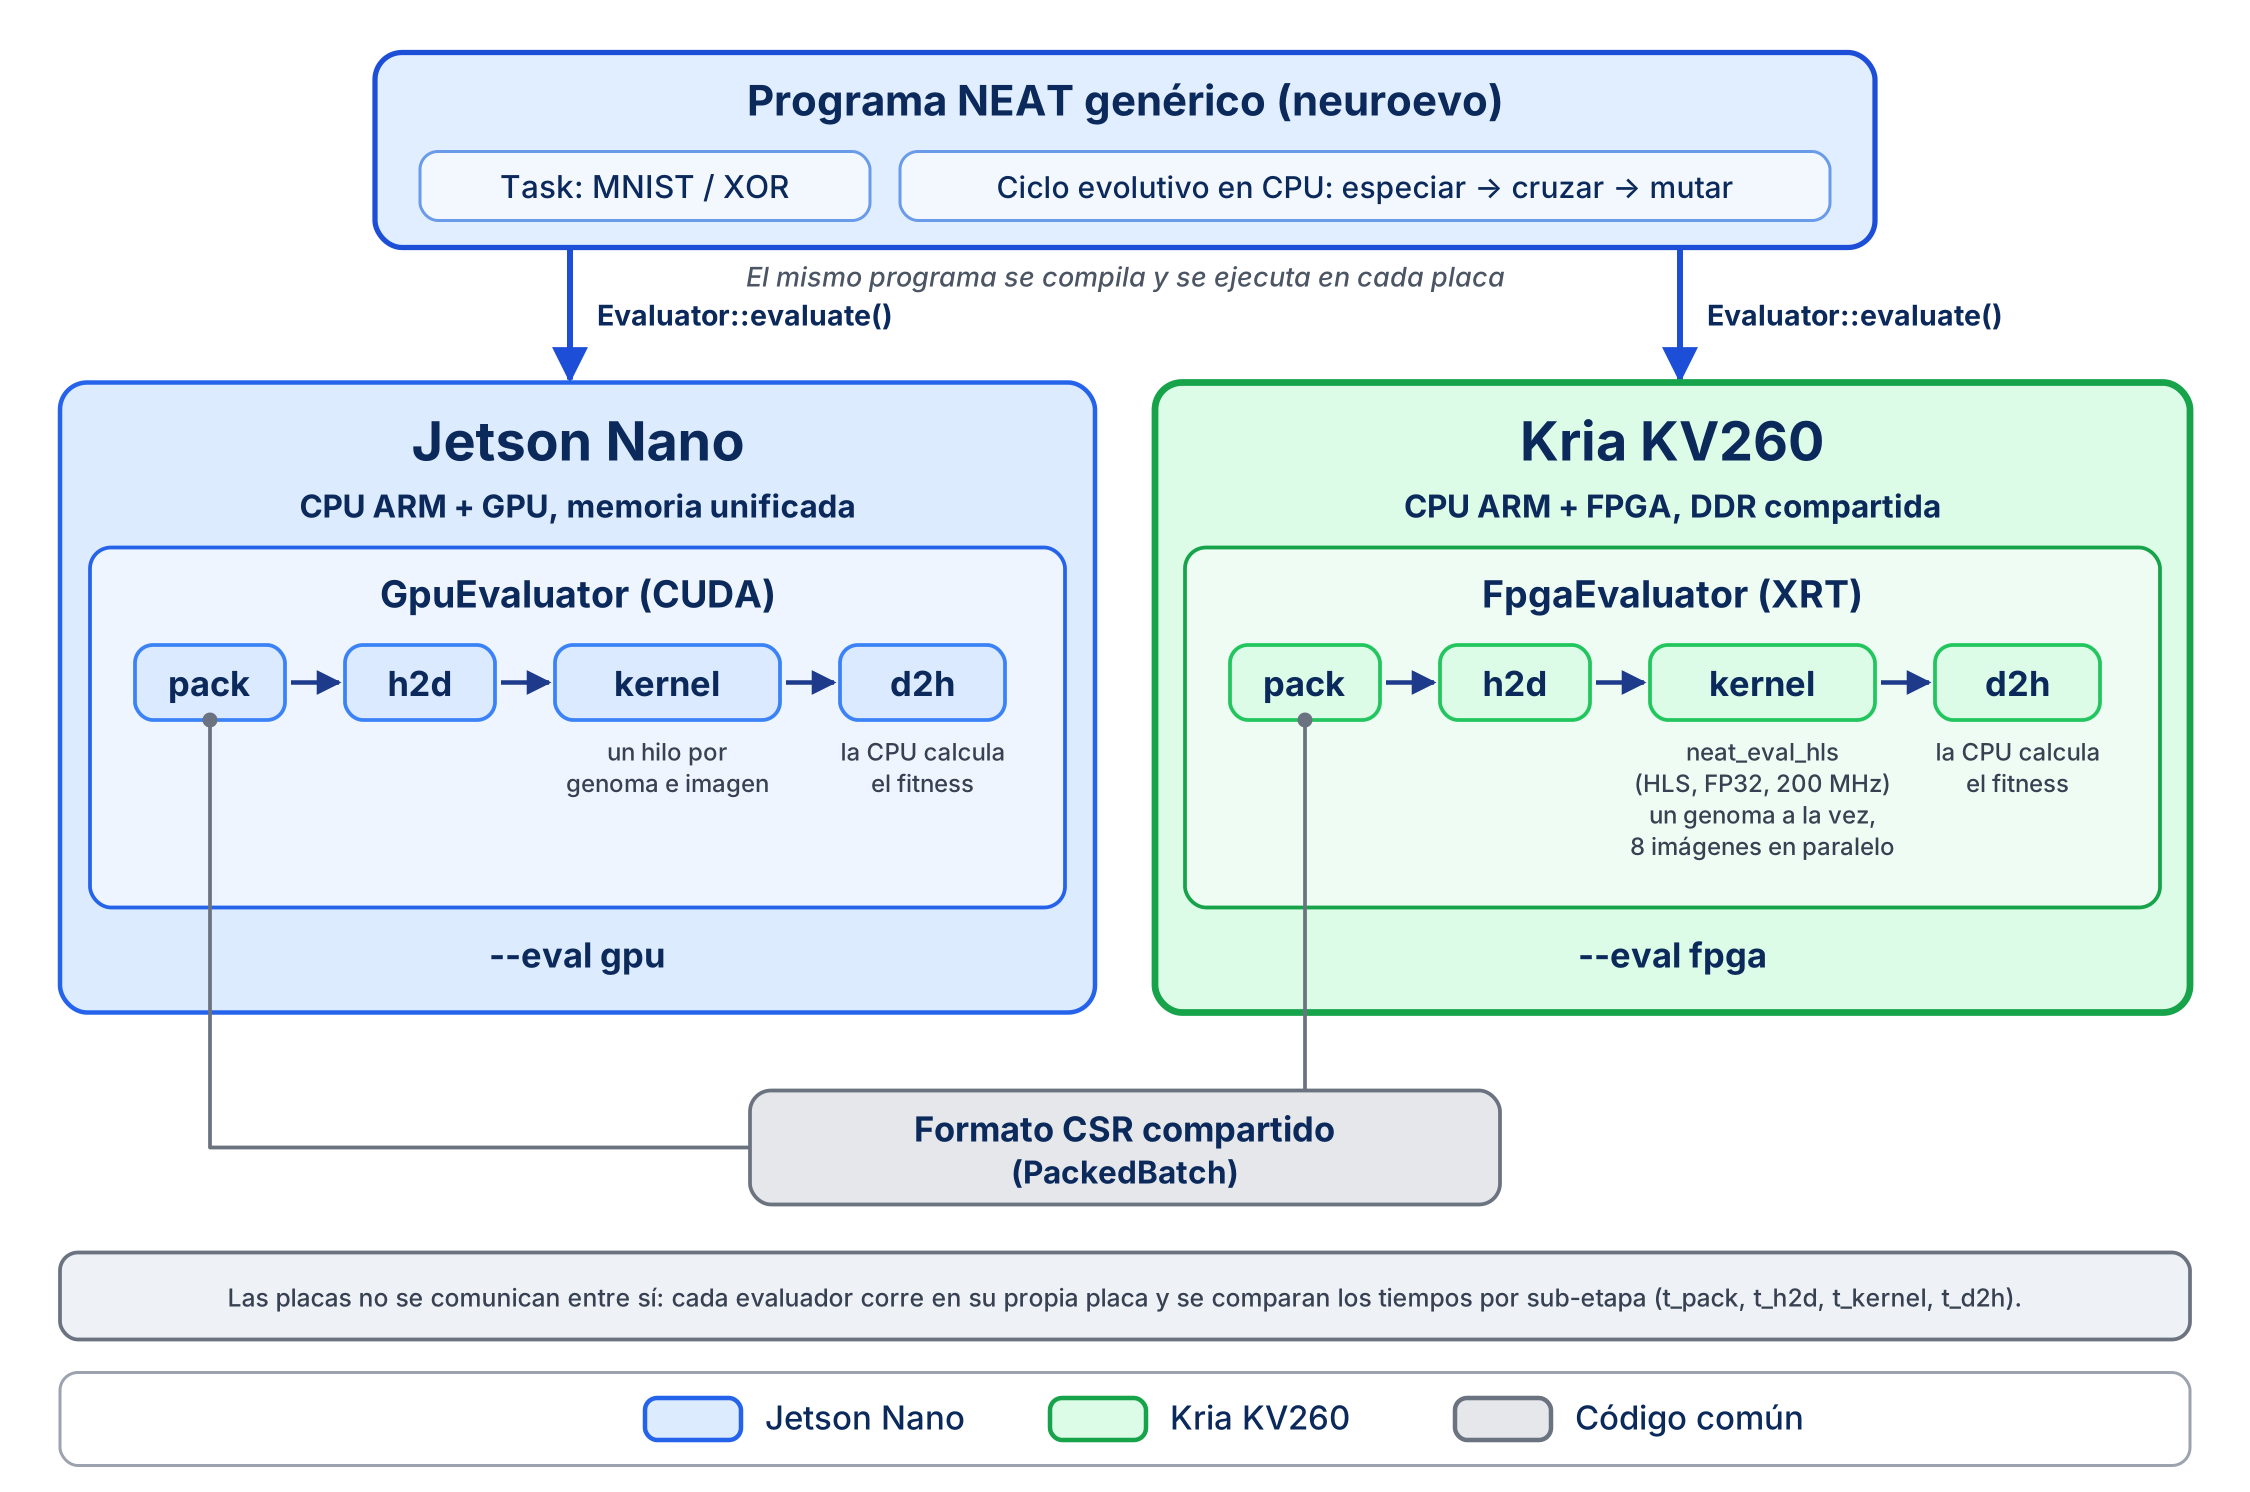 Programa NEAT genérico (neuroevo)
Task: MNIST / XOR
Ciclo evolutivo en CPU: especiar → cruzar → mutar
El mismo programa se compila y se ejecuta en cada placa
Evaluator::evaluate()
Evaluator::evaluate()
Jetson Nano
CPU ARM + GPU, memoria unificada
GpuEvaluator (CUDA)
pack
h2d
kernel
d2h
un hilo por
genoma e imagen
la CPU calcula
el fitness
--eval gpu
Kria KV260
CPU ARM + FPGA, DDR compartida
FpgaEvaluator (XRT)
pack
h2d
kernel
d2h
neat_eval_hls
(HLS, FP32, 200 MHz)
un genoma a la vez,
8 imágenes en paralelo
la CPU calcula
el fitness
--eval fpga
Formato CSR compartido
(PackedBatch)
Las placas no se comunican entre sí: cada evaluador corre en su propia placa y se comparan los tiempos por sub-etapa (t_pack, t_h2d, t_kernel, t_d2h).
Jetson Nano
Kria KV260
Código común